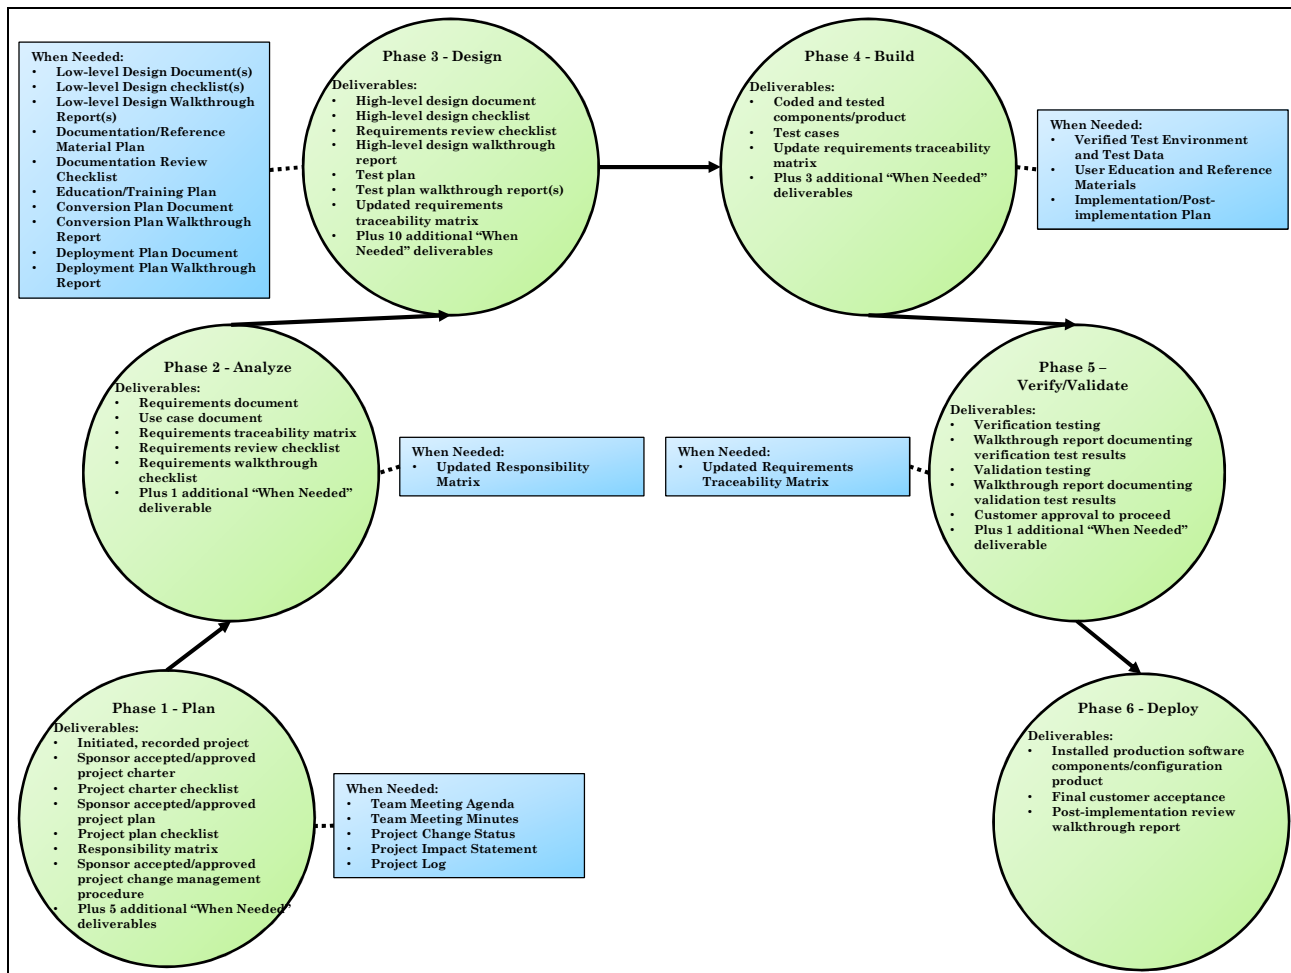 When Needed:
• Low-level Design Document(s)
• Low-level Design checklist(s)
• Low-level Design Walkthrough
Report(s)
• Documentation/Reference
Material Plan
• Documentation Review
Checklist
• Education/Training Plan
• Conversion Plan Document
• Conversion Plan Walkthrough
Report
• Deployment Plan Document
• Deployment Plan Walkthrough
Report
Phase 3 - Design
Deliverables:
• High-level design document
• High-level design checklist
• Requirements review checklist
• High-level design walkthrough
report
• Test plan
• Test plan walkthrough report(s)
• Updated requirements
traceability matrix
• Plus 10 additional “When
Needed” deliverables
Phase 4 - Build
Deliverables:
• Coded and tested
components/product
• Test cases
• Update requirements traceability
matrix
• Plus 3 additional “When Needed”
deliverables
When Needed:
• Verified Test Environment
and Test Data
• User Education and Reference
Materials
• Implementation/Post-
implementation Plan
Phase 2 - Analyze
Deliverables:
• Requirements document
• Use case document
• Requirements traceability matrix
• Requirements review checklist
• Requirements walkthrough
checklist
• Plus 1 additional “When Needed”
deliverable
When Needed:
• Updated Responsibility
Matrix
When Needed:
• Updated Requirements
Traceability Matrix
Phase 5 –
Verify/Validate
Deliverables:
• Verification testing
• Walkthrough report documenting
verification test results
• Validation testing
• Walkthrough report documenting
validation test results
• Customer approval to proceed
• Plus 1 additional “When Needed”
deliverable
Phase 1 - Plan
Deliverables:
• Initiated, recorded project
• Sponsor accepted/approved
project charter
• Project charter checklist
• Sponsor accepted/approved
project plan
• Project plan checklist
• Responsibility matrix
• Sponsor accepted/approved
project change management
procedure
• Plus 5 additional “When Needed”
deliverables
When Needed:
• Team Meeting Agenda
• Team Meeting Minutes
• Project Change Status
• Project Impact Statement
• Project Log
Phase 6 - Deploy
Deliverables:
• Installed production software
components/configuration
product
• Final customer acceptance
• Post-implementation review
walkthrough report